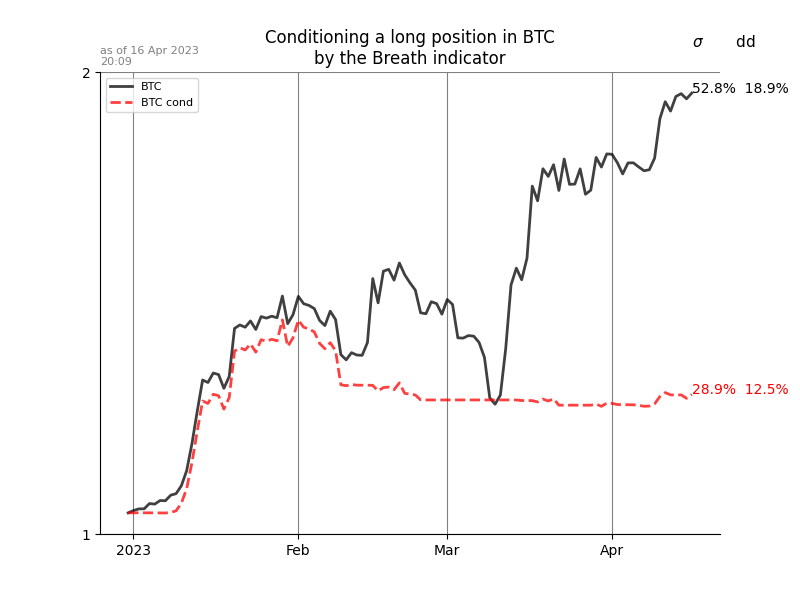 Conditioning a long position in BTC
by the Breath indicator
σ dd
as of 16 Apr 2023
20:09
2
BTC
BTC cond
52.8% 18.9%
28.9% 12.5%
1
2023 Feb Mar Apr